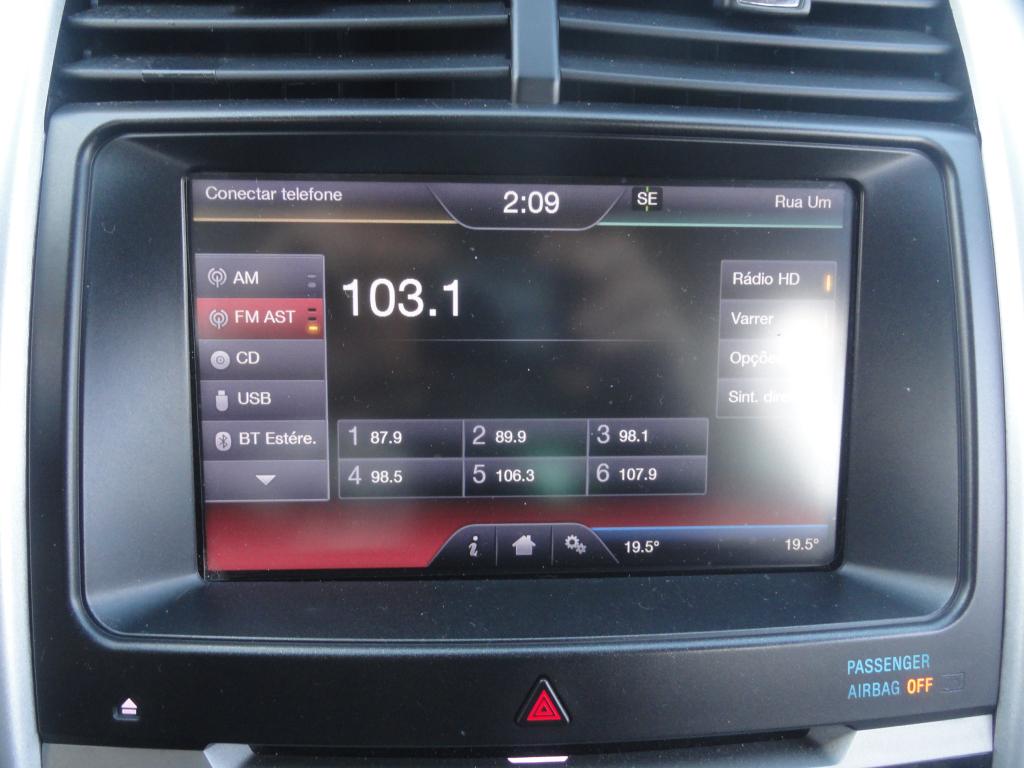 Conectar telefone
2:09
SE
Rua Um
AM
FM AST
CD
USB
BT Estére.
103.1
Rádio HD
Varrer
Sint.
1 87.9
2 89.9
3 98.1
4 98.5
5 106.3
6 107.9
i
19.5°
19.5°
PASSENGER
AIRBAG OFF